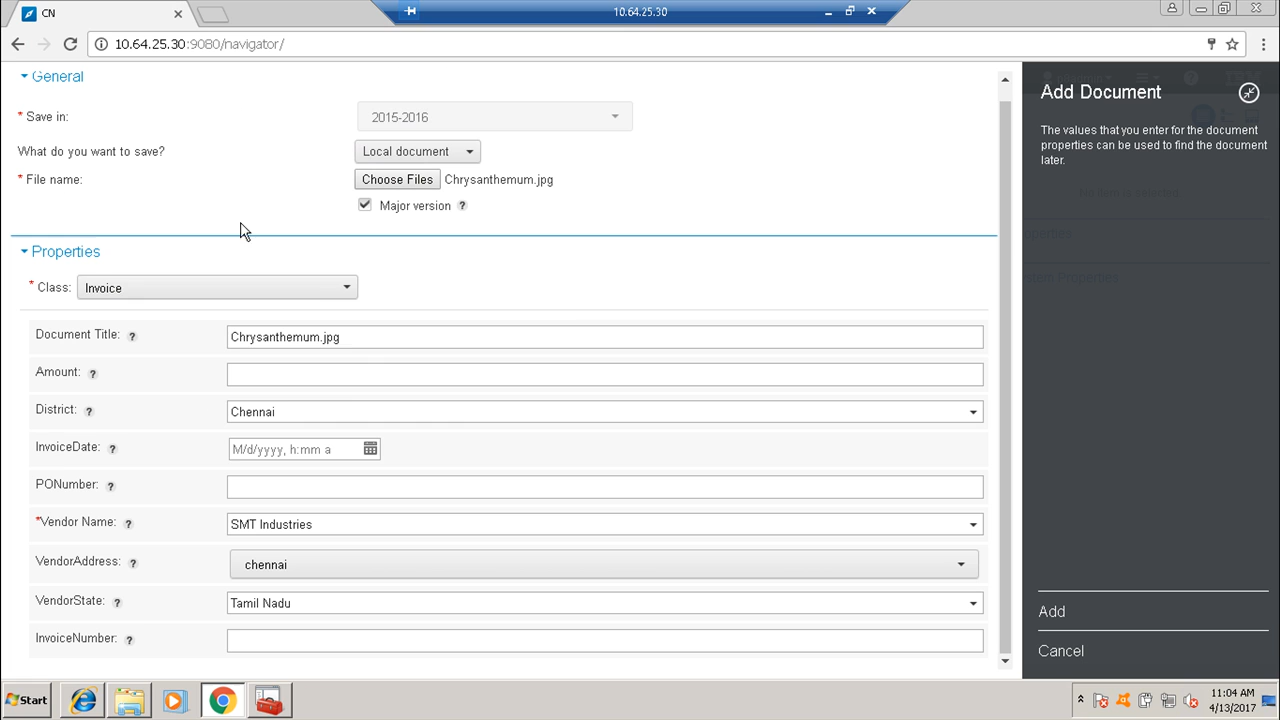 CN
10.64.25.30
10.64.25.30:9080/navigator/
General
* Save in:
2015-2016
What do you want to save?
Local document
* File name:
Choose Files Chrysanthemum.jpg
Major version ?
Properties
* Class: Invoice
Document Title: ?
Chrysanthemum.jpg
Amount: ?
District: ?
Chennai
InvoiceDate: ?
M/d/yyyy, h:mm a
PONumber: ?
*Vendor Name: ?
SMT Industries
VendorAddress: ?
chennai
VendorState: ?
Tamil Nadu
InvoiceNumber: ?
Add Document
The values that you enter for the document
properties can be used to find the document
later.
No item is selected.
Add
Cancel
Start
11:04 AM
4/13/2017